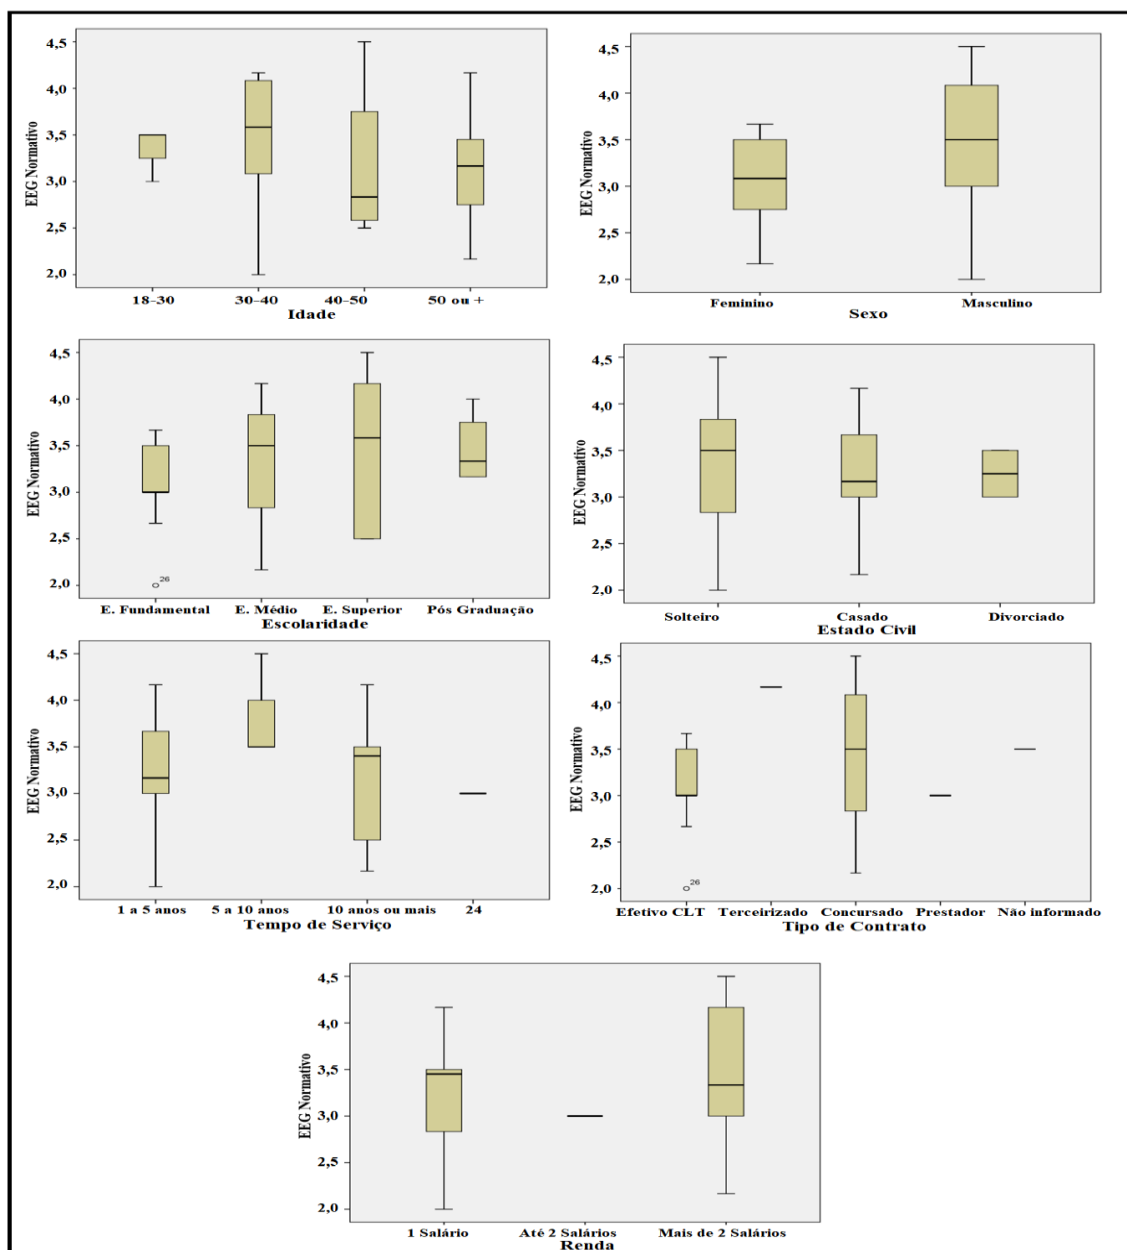 EEG Normativo
4,5
4,0
3,5
3,0
2,5
2,0
18-30 30-40 40-50 50 ou +
Idade
EEG Normativo
4,5
4,0
3,5
3,0
2,5
2,0
Feminino Masculino
Sexo
EEG Normativo
4,5
4,0
3,5
3,0
2,5
2,0
26
E. Fundamental E. Médio E. Superior Pós Graduação
Escolaridade
EEG Normativo
4,5
4,0
3,5
3,0
2,5
2,0
Solteiro Casado Divorciado
Estado Civil
EEG Normativo
4,5
4,0
3,5
3,0
2,5
2,0
1 a 5 anos 5 a 10 anos 10 anos ou mais 24
Tempo de Serviço
EEG Normativo
4,5
4,0
3,5
3,0
2,5
2,0
26
Efetivo CLT Terceirizado Concursado Prestador Não informado
Tipo de Contrato
EEG Normativo
4,5
4,0
3,5
3,0
2,5
2,0
1 Salário Até 2 Salários Mais de 2 Salários
Renda